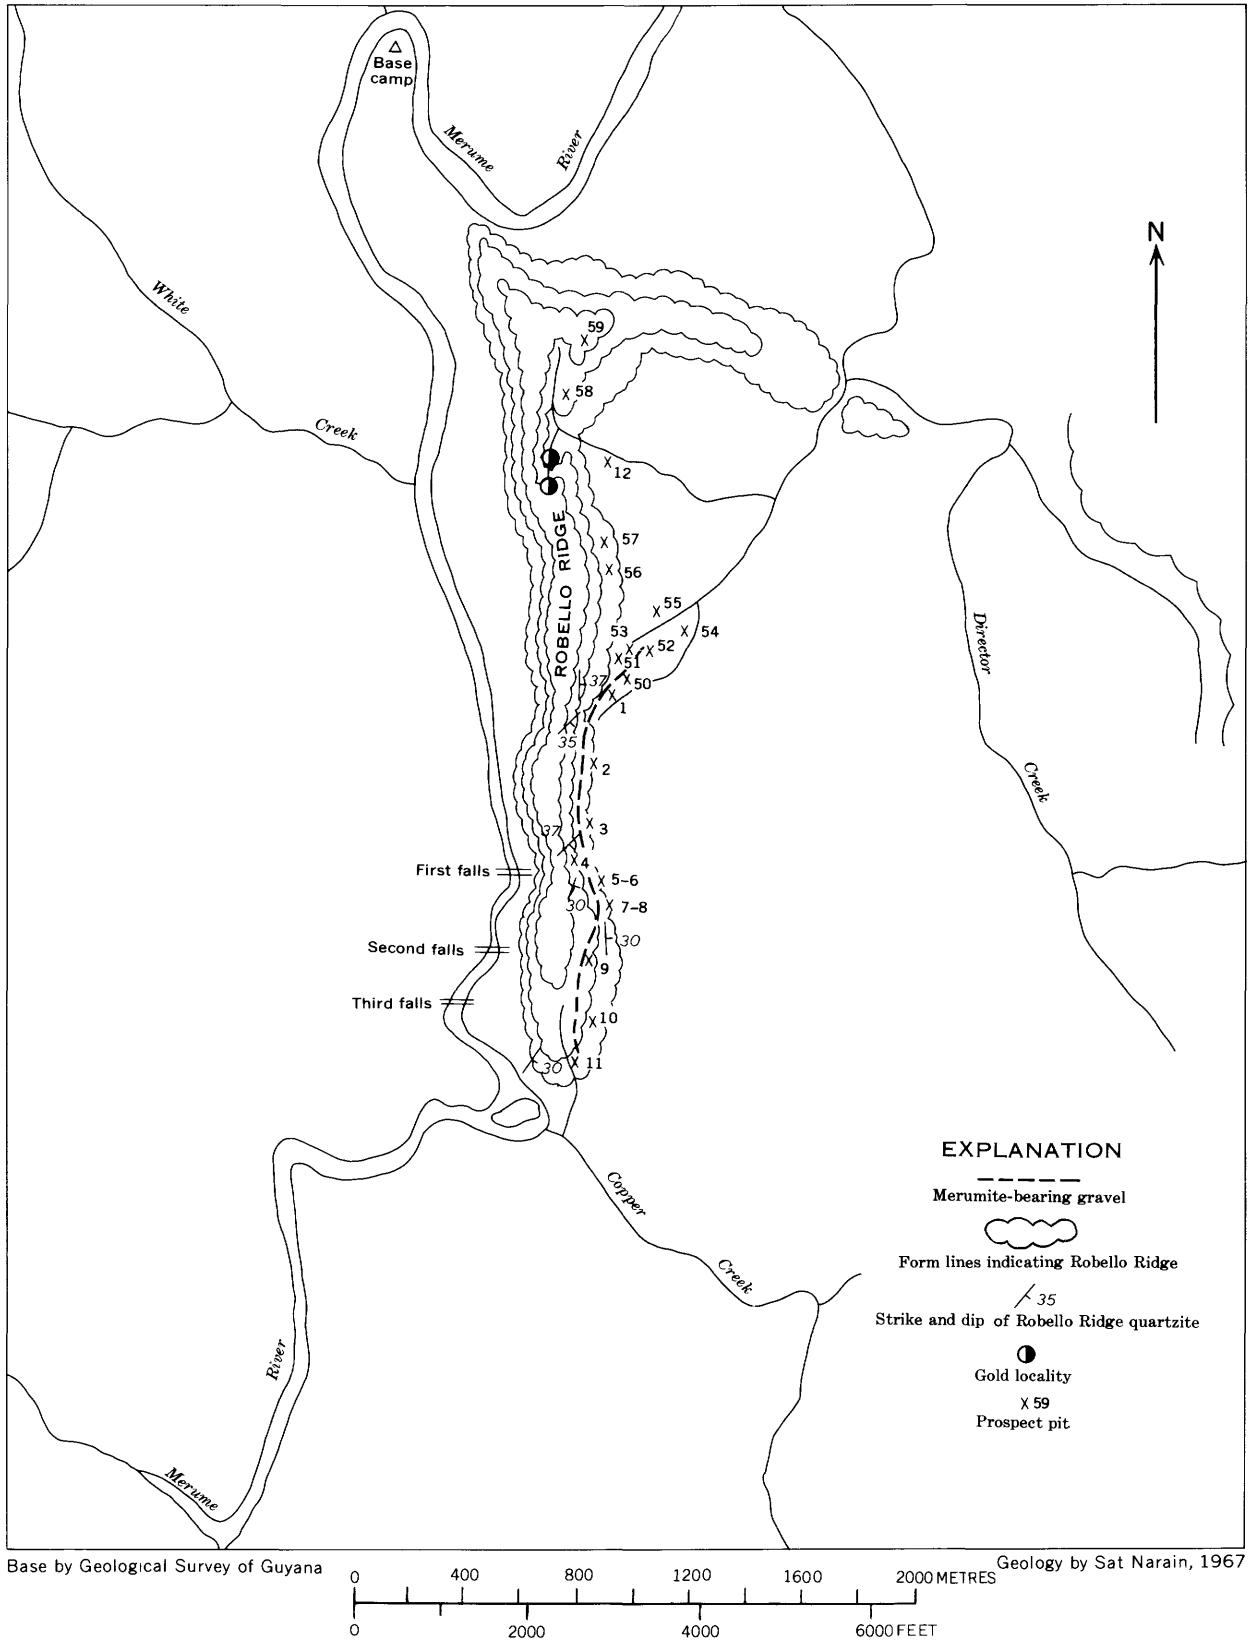 Base
camp
Merume
River
N
White
59
58
Creek
12
ROBELLO RIDGE
57
56
55
53
54
52
51
37
50
1
35
2
Director
Creek
37
3
4
First falls
5-6
30
7-8
30
Second falls
9
Third falls
10
30
11
EXPLANATION
Merumite-bearing gravel
Form lines indicating Robello Ridge
35
Strike and dip of Robello Ridge quartzite
Gold locality
X 59
Prospect pit
Copper
Creek
River
Merume
Base by Geological Survey of Guyana
Geology by Sat Narain, 1967
0 400 800 1200 1600 2000 METRES
0 2000 4000 6000 FEET